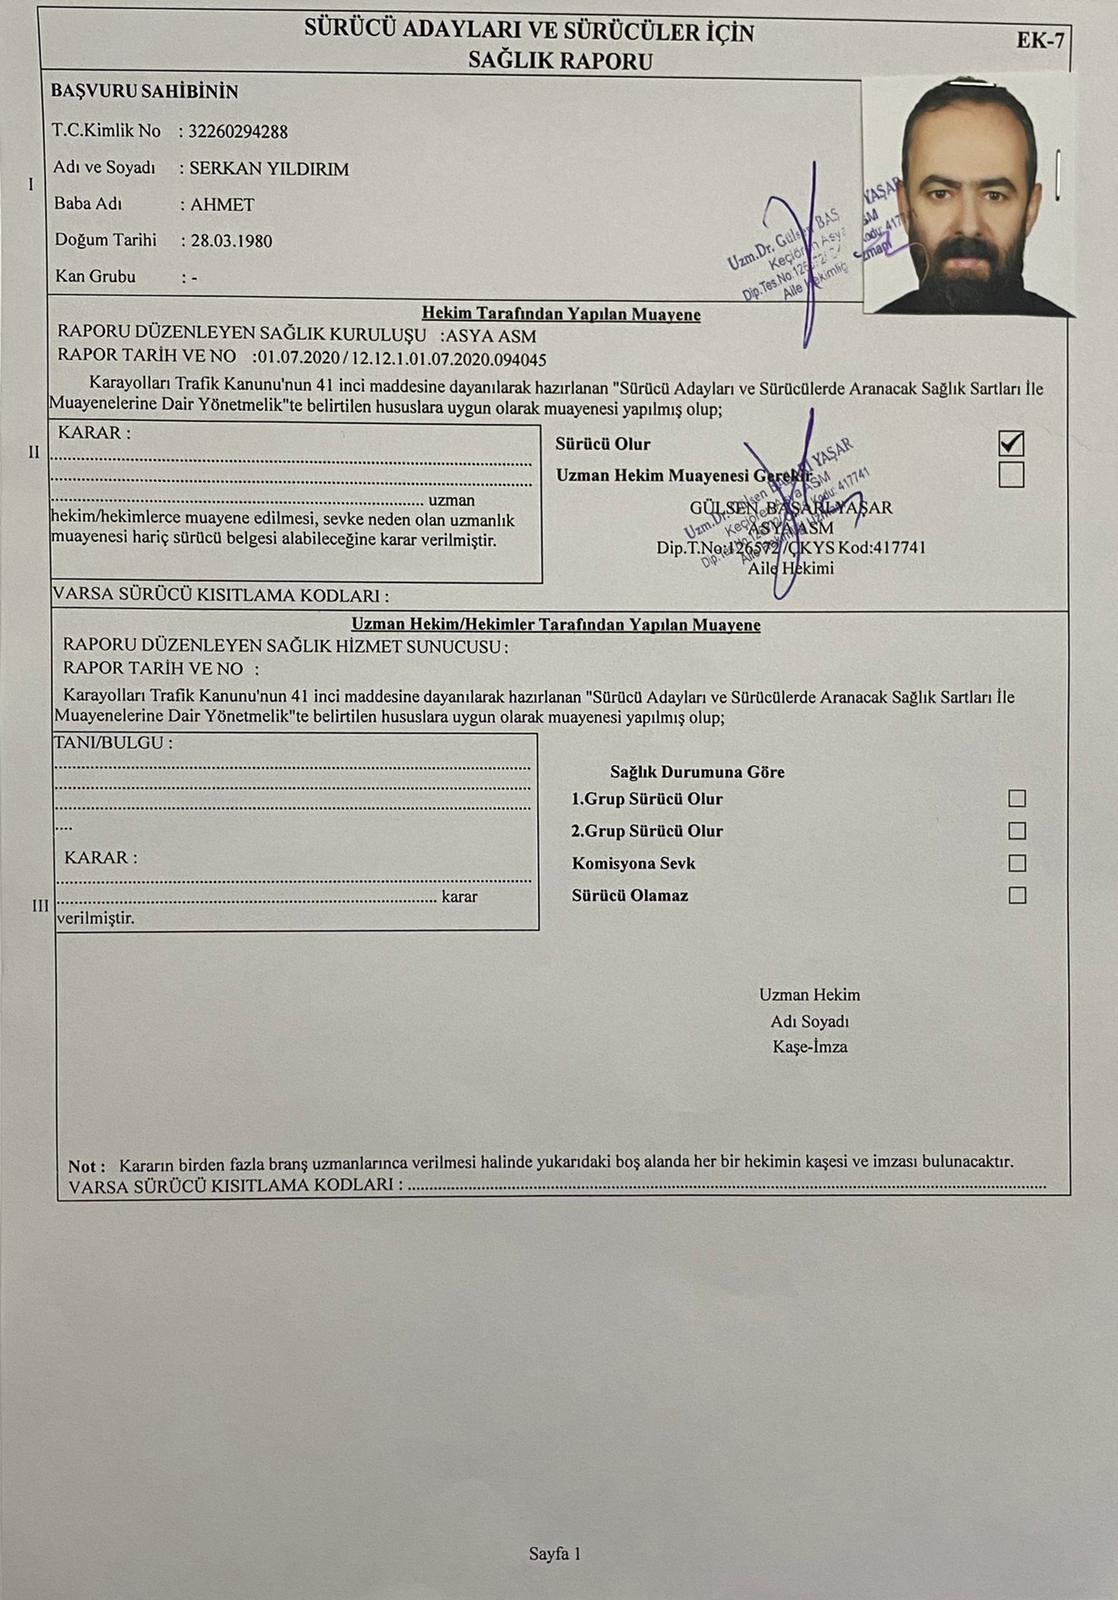 SÜRÜCÜ ADAYLARI VE SÜRÜCÜLER İÇİN
SAĞLIK RAPORU
EK-7
BAŞVURU SAHIBININ
T.C.Kimlik No : 32260294288
Adı ve Soyadı : SERKAN YILDIRIM
Baba Adı : AHMET
Doğum Tarihi : 28.03.1980
Kan Grubu : -
I
Uzm.Dr. Gülsen BAŞ
YAŞAR
Dip.Tes.No:
Aile Hekimliği
Hekim Tarafından Yapılan Muayene
RAPORU DÜZENLEYEN SAĞLIK KURULUŞU :ASYA ASM
RAPOR TARİH VE NO :01.07.2020 / 12.12.1.01.07.2020.094045
Karayolları Trafik Kanunu'nun 41 inci maddesine dayanılarak hazırlanan "Sürücü Adayları ve Sürücülerde Aranacak Sağlık Sartları İle
Muayenelerine Dair Yönetmelik"te belirtilen hususlara uygun olarak muayenesi yapılmış olup;
II
KARAR :
uzman
hekim/hekimlerce muayene edilmesi, sevke neden olan uzmanlık
muayenesi hariç sürücü belgesi alabileceğine karar verilmiştir.
Sürücü Olur
Uzman Hekim Muayenesi Gerekir
GÜLSEN BAŞARI YAŞAR
ASYA ASM
Dip.T.No:126572 /ÇKYS Kod:417741
Aile Hekimi
VARSA SÜRÜCÜ KISITLAMA KODLARI :
Uzman Hekim/Hekimler Tarafından Yapılan Muayene
RAPORU DÜZENLEYEN SAĞLIK HİZMET SUNUCUSU :
RAPOR TARİH VE NO :
Karayolları Trafik Kanunu'nun 41 inci maddesine dayanılarak hazırlanan "Sürücü Adayları ve Sürücülerde Aranacak Sağlık Sartları İle
Muayenelerine Dair Yönetmelik"te belirtilen hususlara uygun olarak muayenesi yapılmış olup;
III
TANI/BULGU :
....
KARAR :
karar
verilmiştir.
Sağlık Durumuna Göre
1.Grup Sürücü Olur
2.Grup Sürücü Olur
Komisyona Sevk
Sürücü Olamaz
Uzman Hekim
Adı Soyadı
Kaşe-İmza
Not : Kararın birden fazla branş uzmanlarınca verilmesi halinde yukarıdaki boş alanda her bir hekimin kaşesi ve imzası bulunacaktır.
VARSA SÜRÜCÜ KISITLAMA KODLARI :
Sayfa 1